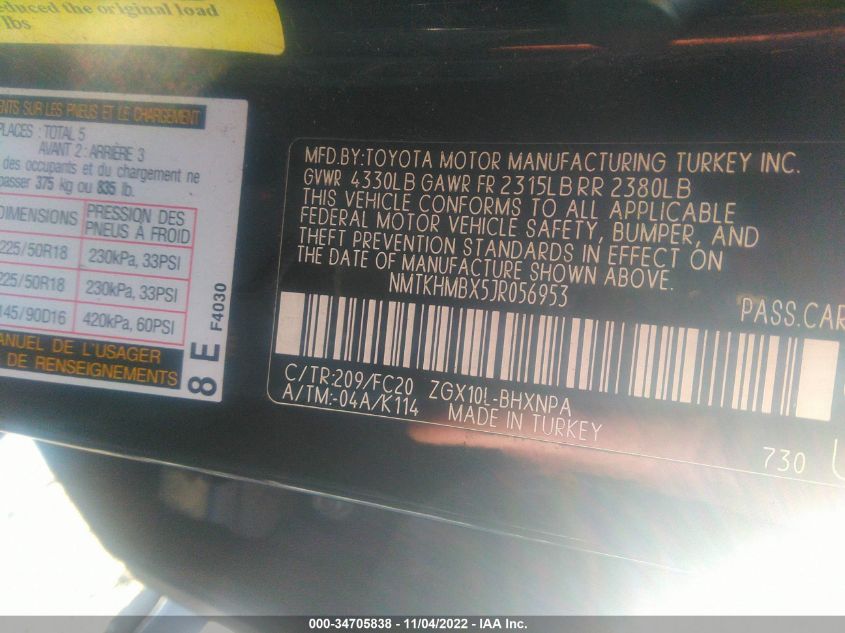 educed the original load
lbs
ENTS SUR LES PNEUS ET LE CHARGEMENT
PLACES : TOTAL 5
AVANT 2 : ARRIÈRE 3
des occupants et du chargement ne
passer 375 kg ou 835 lb.
DIMENSIONS PRESSION DES PNEUS À FROID
225/50R18 230kPa, 33PSI
225/50R18 230kPa, 33PSI
145/90D16 420kPa, 60PSI
MANUEL DE L'USAGER
DE RENSEIGNEMENTS
8 E F4030
MFD.BY:TOYOTA MOTOR MANUFACTURING TURKEY INC.
GVWR 4330LB GAWR FR 2315LB RR 2380LB
THIS VEHICLE CONFORMS TO ALL APPLICABLE
FEDERAL MOTOR VEHICLE SAFETY, BUMPER, AND
THEFT PREVENTION STANDARDS IN EFFECT ON
THE DATE OF MANUFACTURE SHOWN ABOVE.
NMTKHMBX5JR056953
PASS.CAR
C/TR:209/FC20 ZGX10L-BHXNPA
A/TM:-04A/K114 MADE IN TURKEY
730
000-34705838 - 11/04/2022 - IAA Inc.